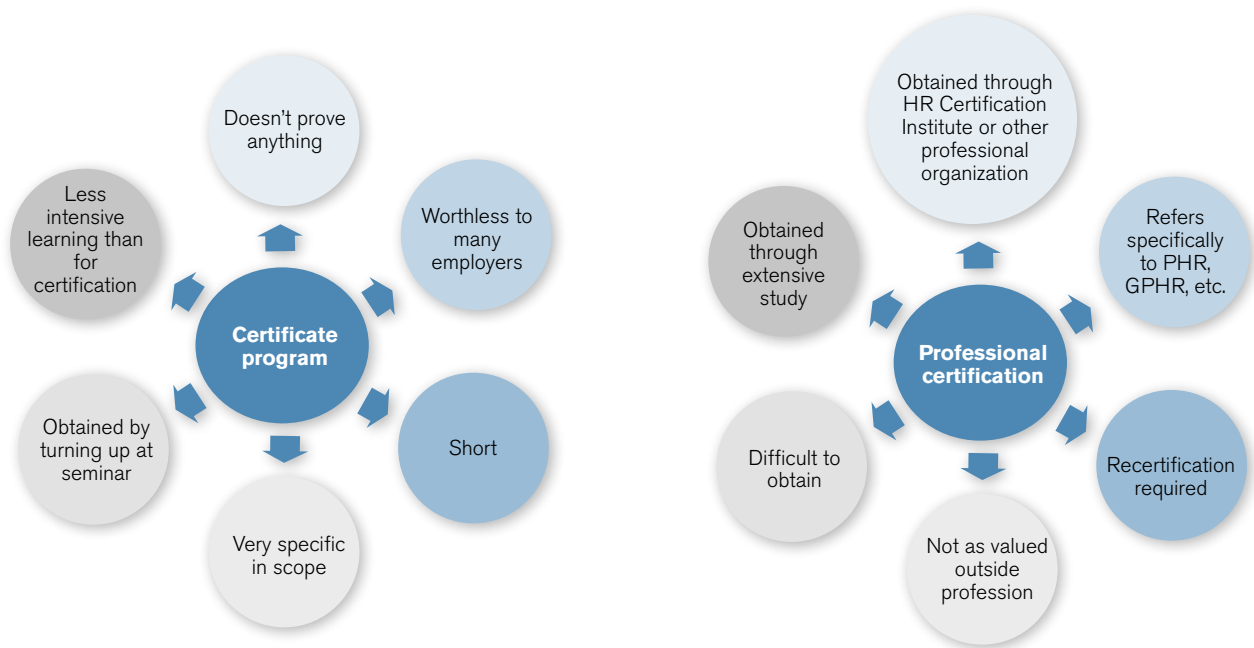 Doesn’t prove
anything
Less
intensive
learning than
for
certification
Worthless to
many
employers
Certificate
program
Obtained by
turning up at
seminar
Short
Very specific
in scope
Obtained through
HR Certification
Institute or other
professional
organization
Obtained
through
extensive
study
Refers
specifically
to PHR,
GPHR, etc.
Professional
certification
Difficult to
obtain
Recertification
required
Not as valued
outside
profession